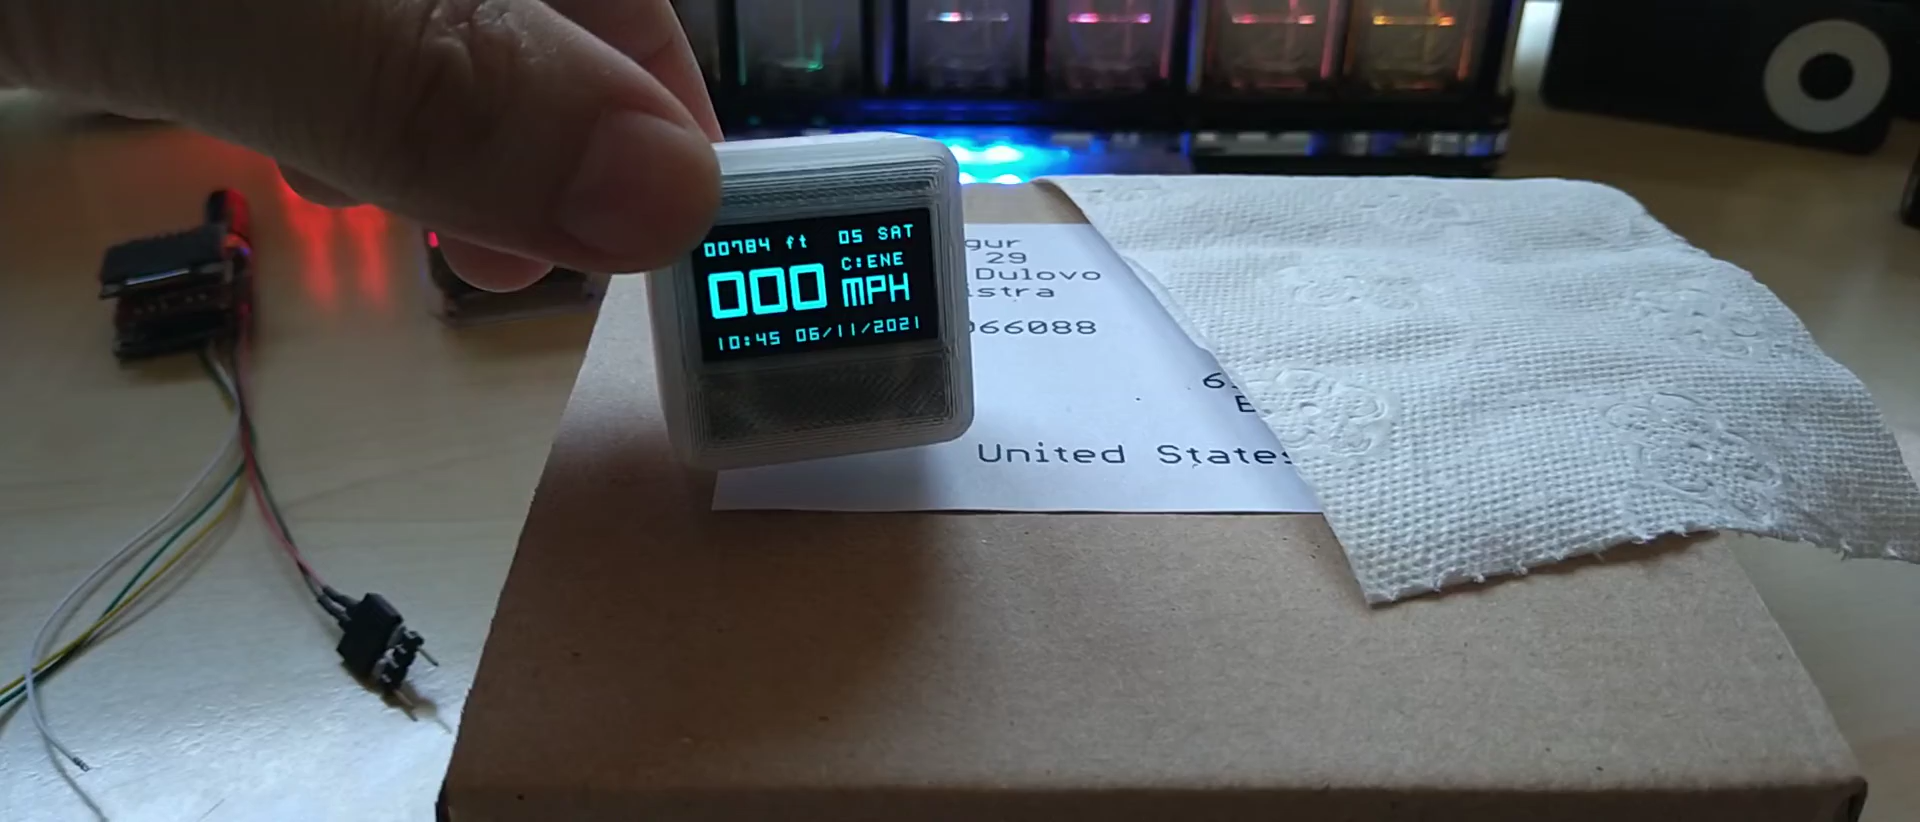 00784 ft 05 SAT
C:ENE
000 MPH
10:45 06/11/2021
gur
29
Dulovo
istra
066088
6
E
United States